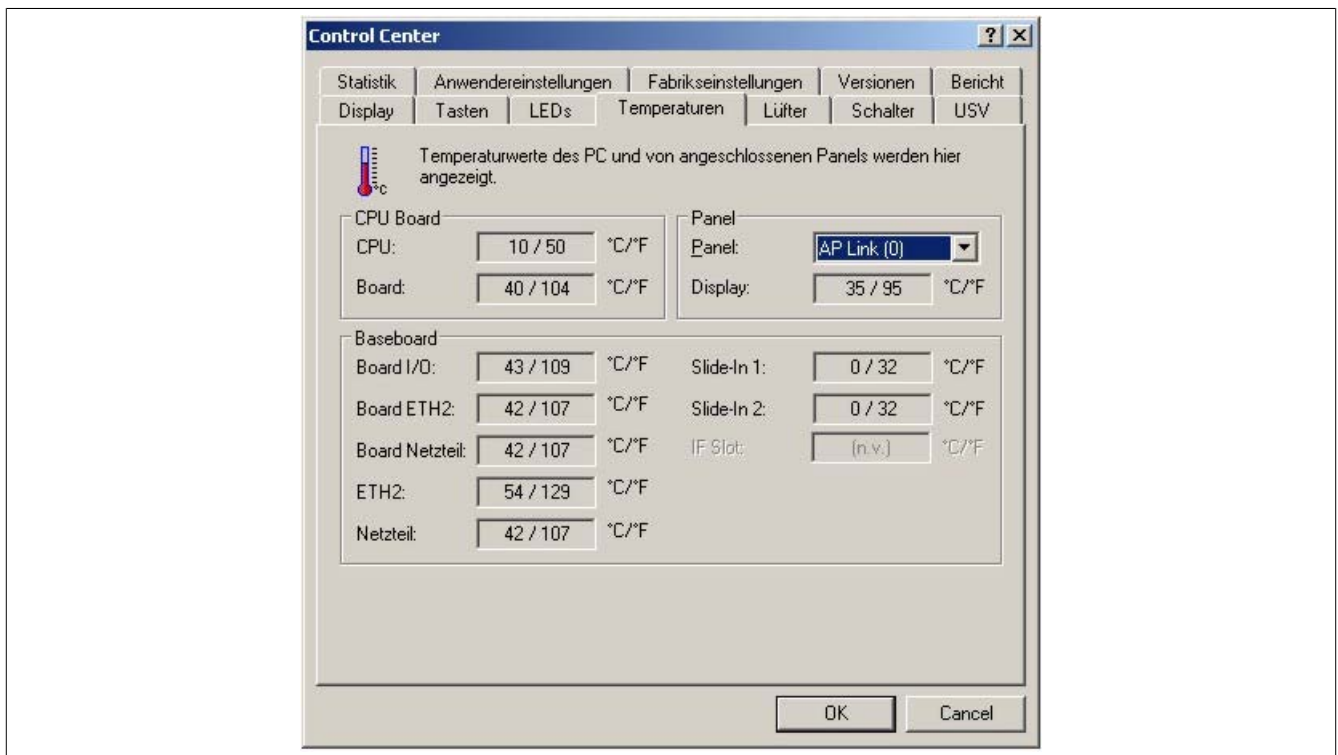 Control Center
Statistik Anwendereinstellungen Fabrikseinstellungen Versionen Bericht
Display Tasten LEDs Temperaturen Lüfter Schalter USV
Temperaturwerte des PC und von angeschlossenen Panels werden hier
angezeigt.
°C
CPU Board
CPU: 10 / 50 °C/°F
Board: 40 / 104 °C/°F
Panel
Panel: AP Link (0)
Display: 35 / 95 °C/°F
Baseboard
Board I/O: 43 / 109 °C/°F
Board ETH2: 42 / 107 °C/°F
Board Netzteil: 42 / 107 °C/°F
ETH2: 54 / 129 °C/°F
Netzteil: 42 / 107 °C/°F
Slide-In 1: 0 / 32 °C/°F
Slide-In 2: 0 / 32 °C/°F
IF Slot: (n.v.) °C/°F
OK Cancel